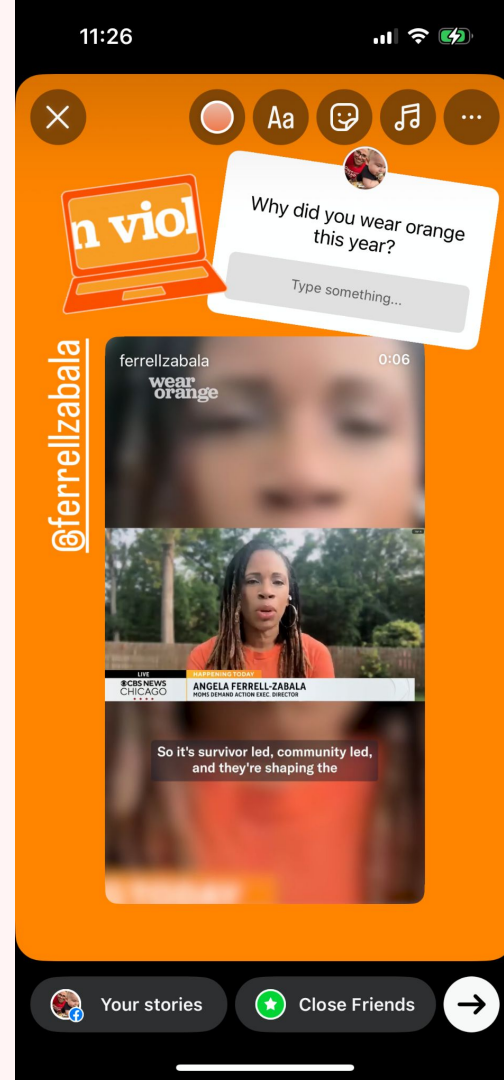 11:26
Aa
n viol
Why did you wear orange
this year?
Type something...
@ferrellzabala
ferrellzabala
0:06
wear
orange
LIVE
HAPPENING TODAY
CBS NEWS
CHICAGO
ANGELA FERRELL-ZABALA
MOMS DEMAND ACTION EXEC. DIRECTOR
So it's survivor led, community led,
and they're shaping the
Your stories
Close Friends